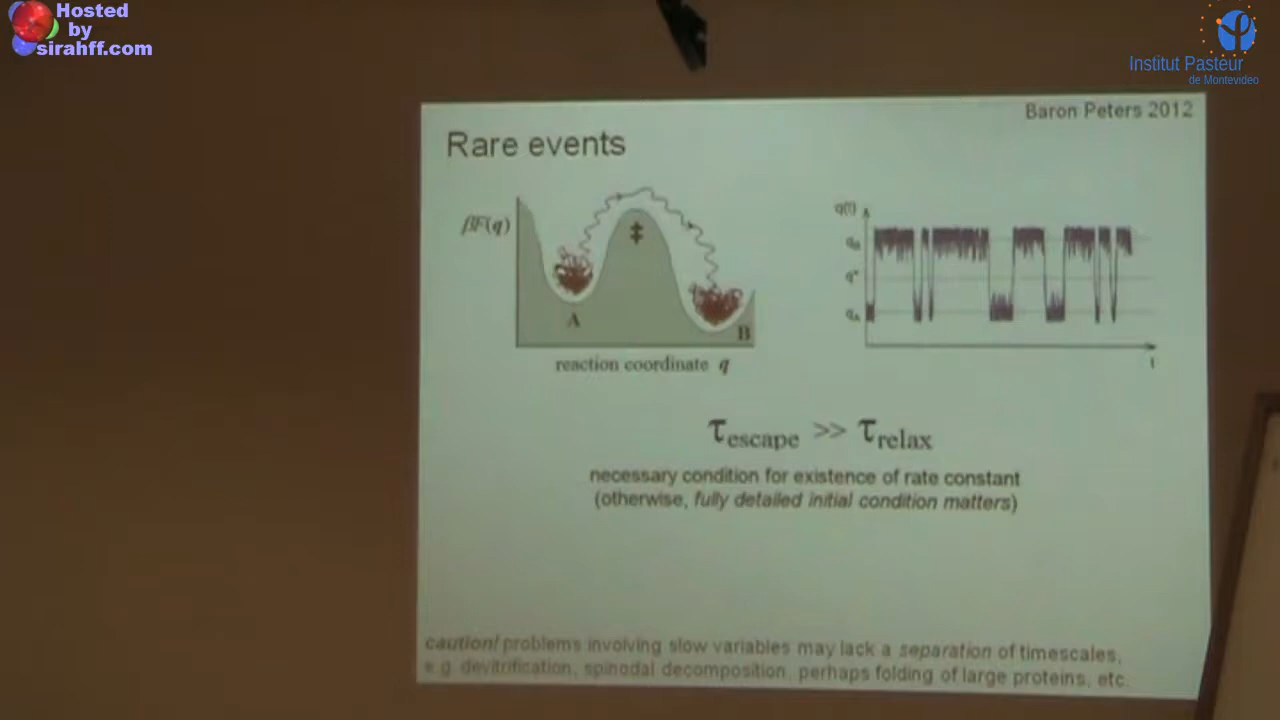 Hosted
by
sirahff.com
Institut Pasteur
de Montevideo
Baron Peters 2012
Rare events
βF(q)
‡
A
B
reaction coordinate q
q(t)
q*
t
τescape >> τrelax
necessary condition for existence of rate constant
(otherwise, fully detailed initial condition matters)
caution! problems involving slow variables may lack a separation of timescales,
e.g. devitrification, spinodal decomposition, perhaps folding of large proteins, etc.